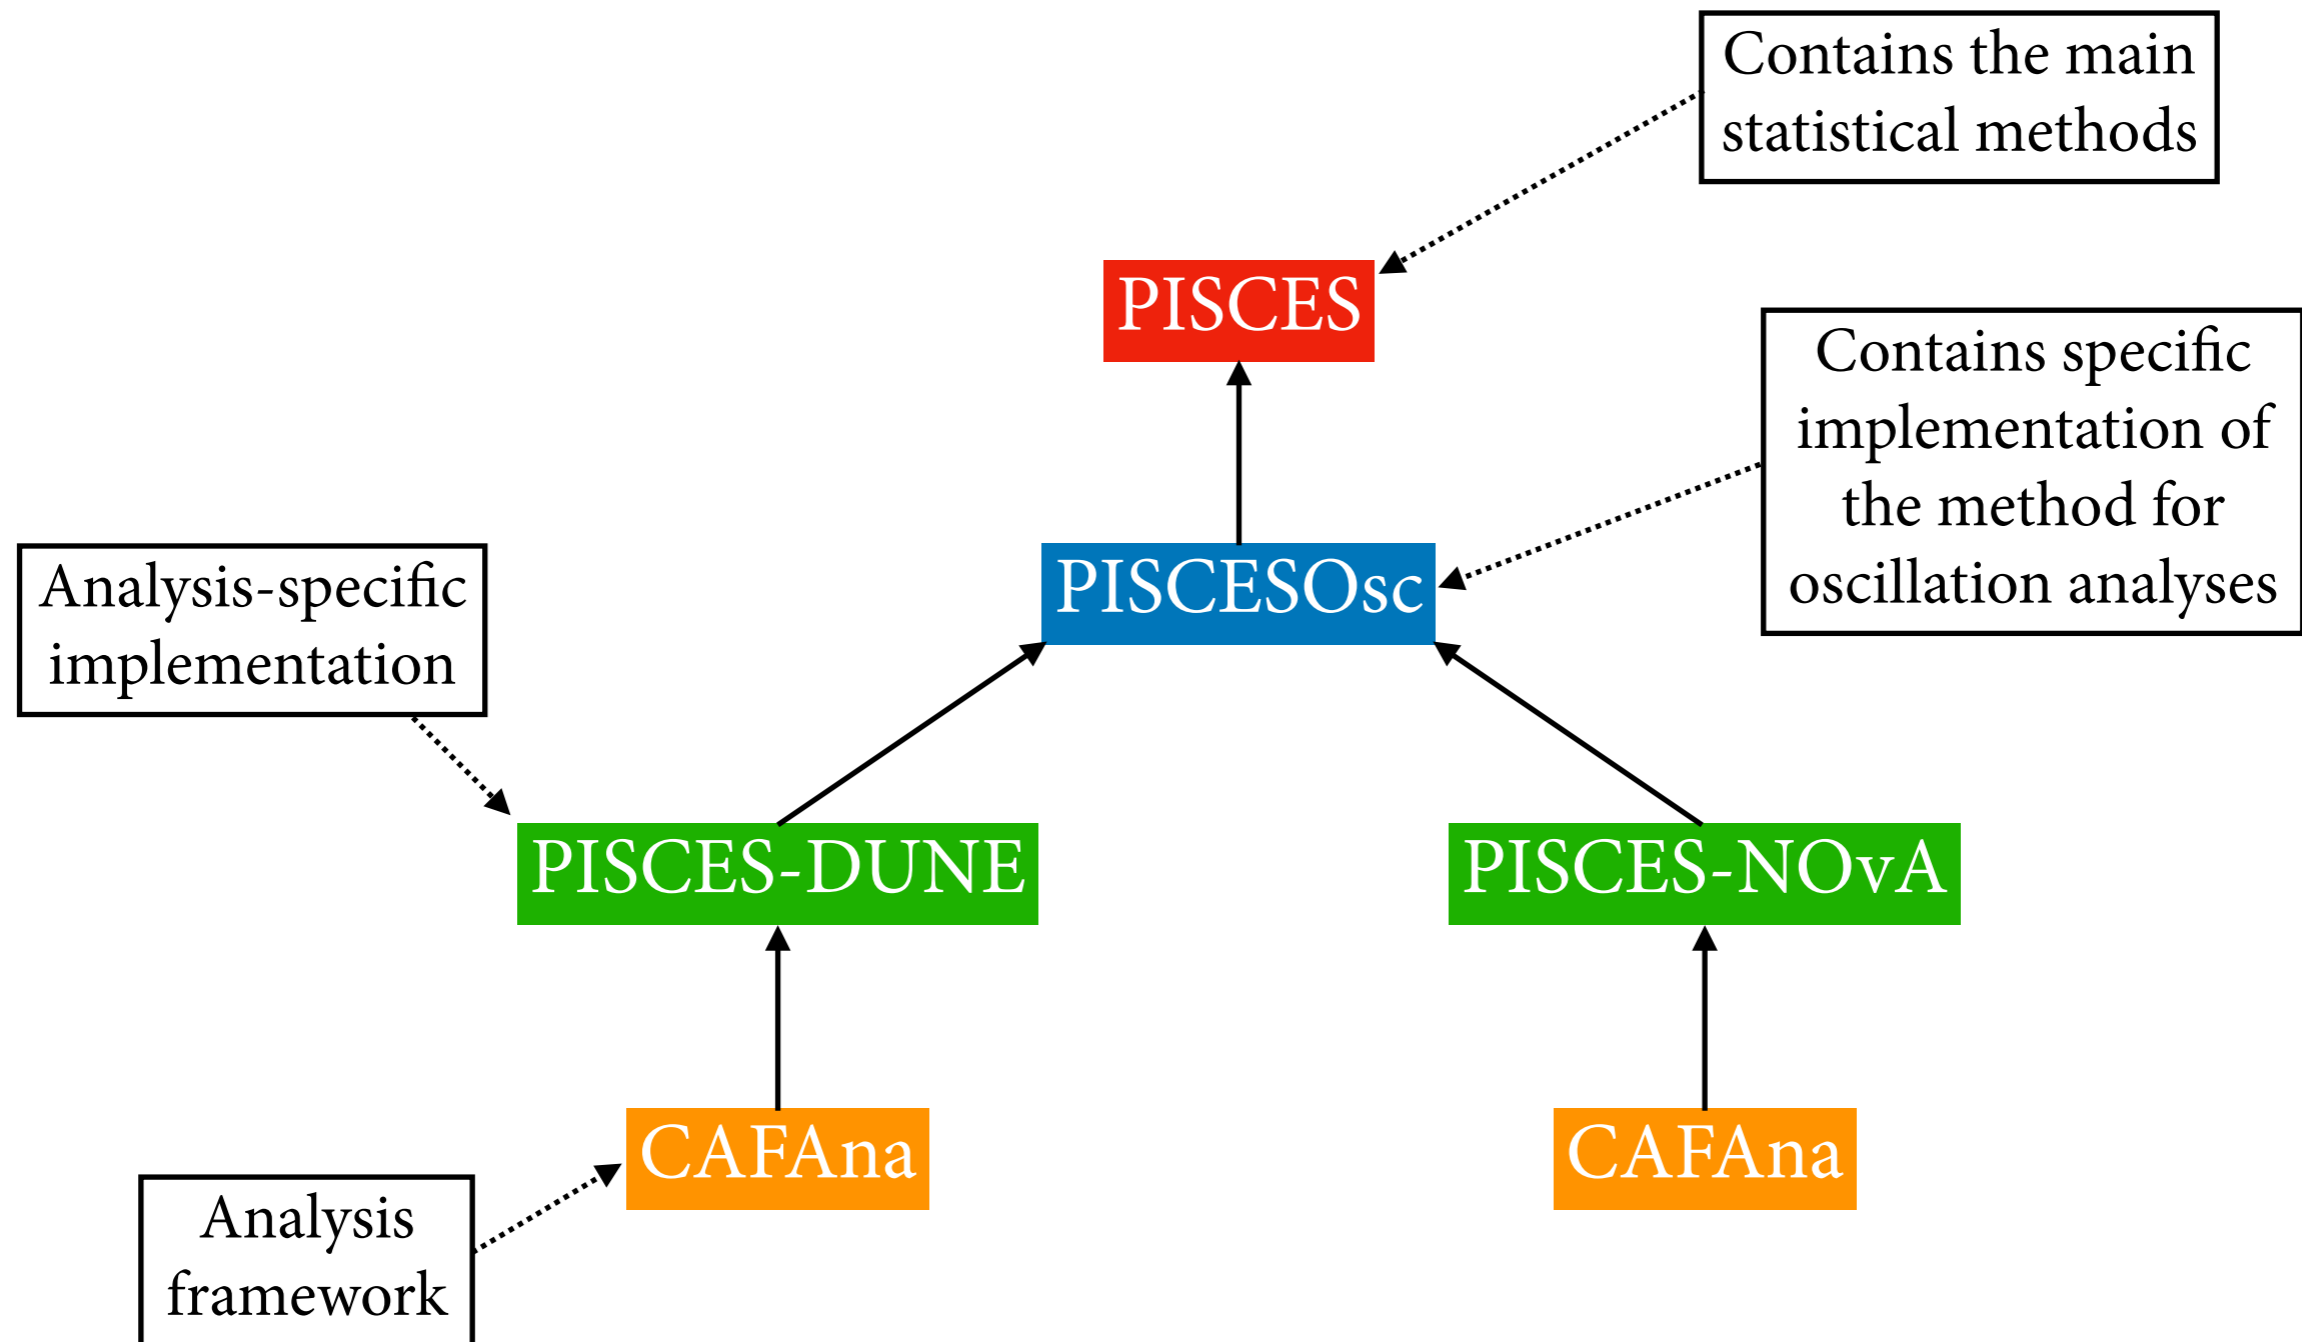 Contains the main
statistical methods
PISCES
Contains specific
implementation of
the method for
oscillation analyses
PISCESOsc
Analysis-specific
implementation
PISCES-DUNE
PISCES-NOvA
CAFAna
CAFAna
Analysis
framework